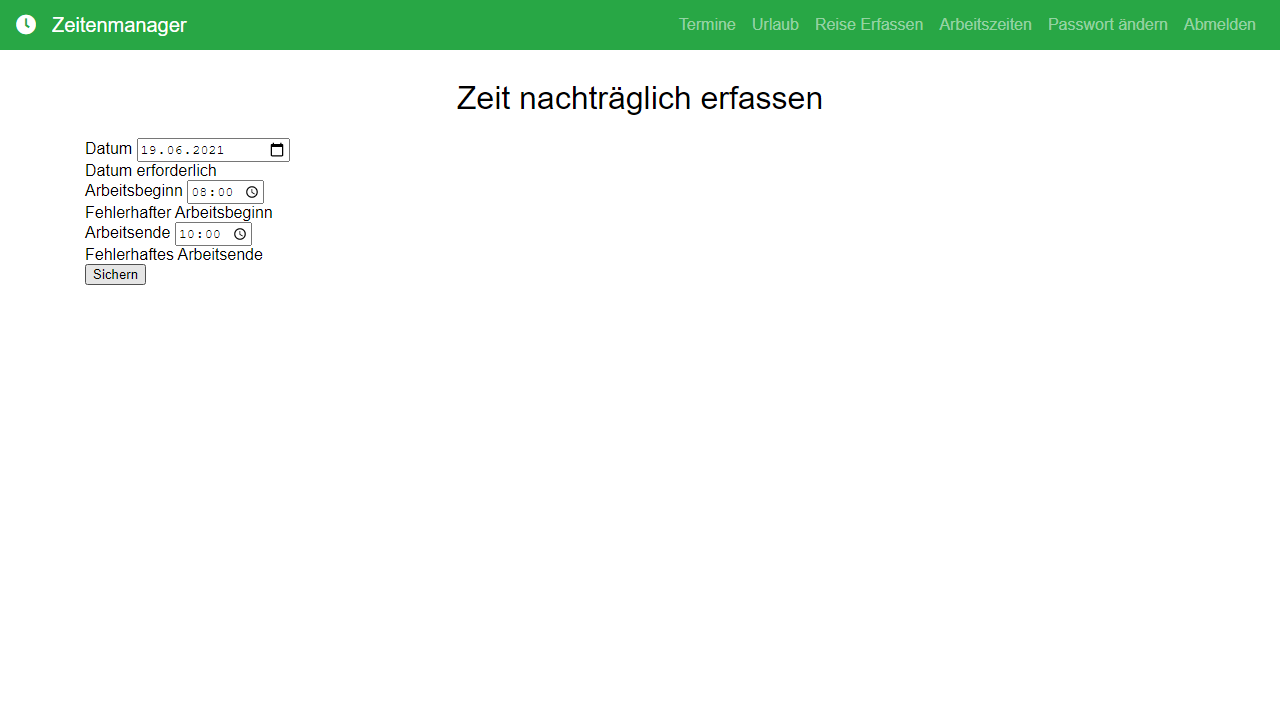 Zeitenmanager Termine Urlaub Reise Erfassen Arbeitszeiten Passwort ändern Abmelden
Zeit nachträglich erfassen
Datum 19.06.2021
Datum erforderlich
Arbeitsbeginn 08:00
Fehlerhafter Arbeitsbeginn
Arbeitsende 10:00
Fehlerhaftes Arbeitsende
Sichern